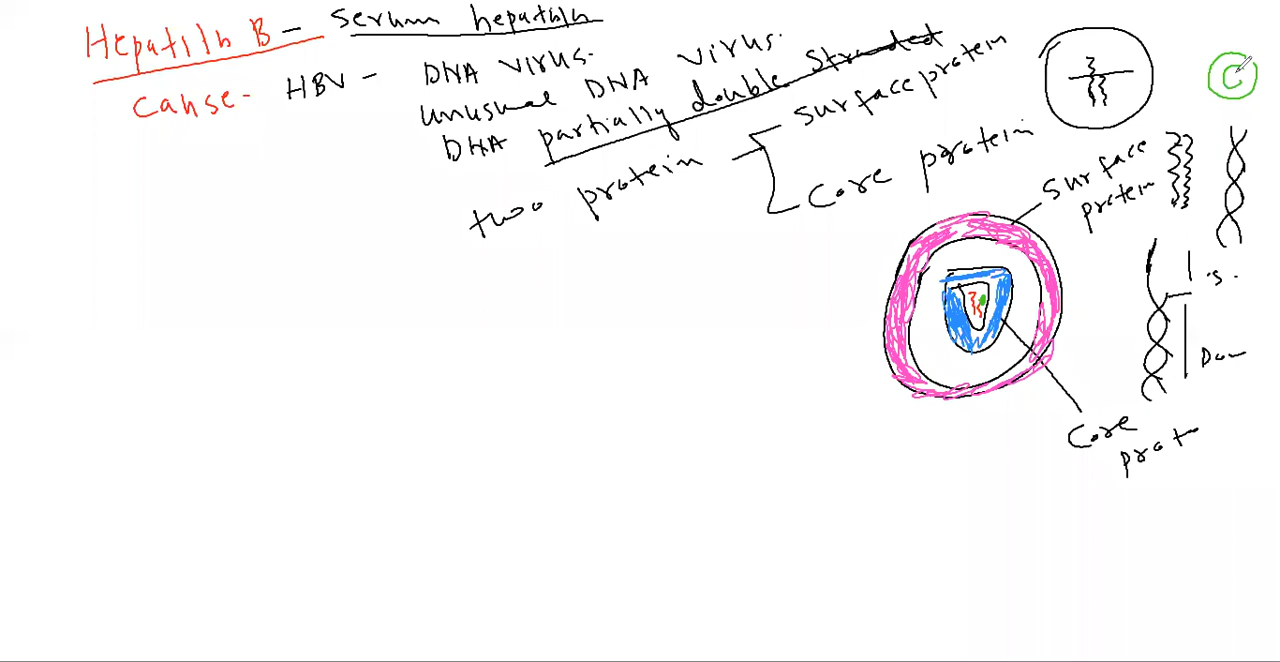 Hepatitis B - Serum hepatitis
Cause - HBV - DNA virus.
unusual DNA virus.
DNA partially double stranded
two protein
surface protein
Core protein
surface protein
's.
Dou
Core prot
C